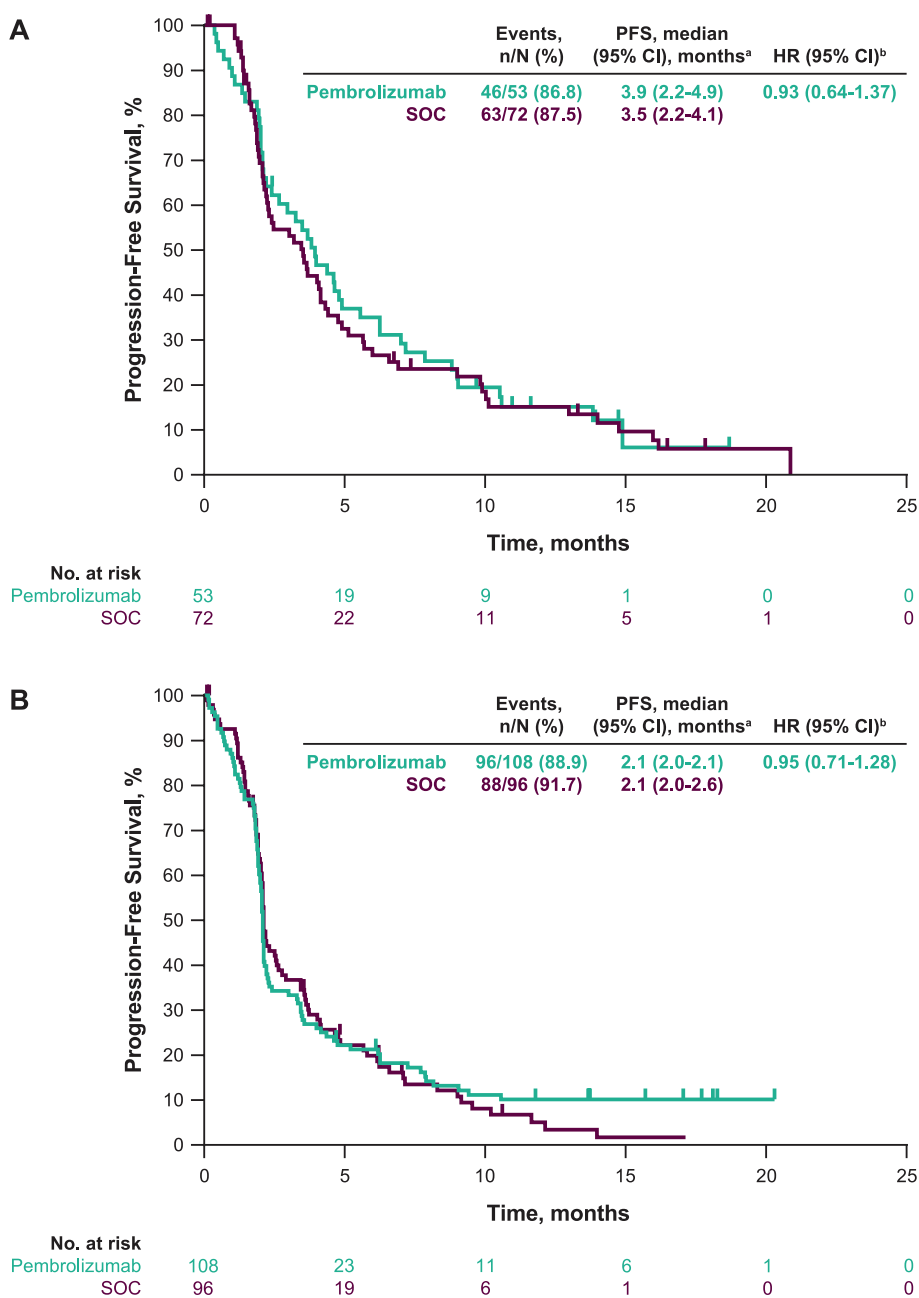 A
Events, n/N (%)
PFS, median (95% CI), monthsᵃ
HR (95% CI)ᵇ
Pembrolizumab 46/53 (86.8) 3.9 (2.2-4.9) 0.93 (0.64-1.37)
SOC 63/72 (87.5) 3.5 (2.2-4.1)
Progression-Free Survival, %
100
90
80
70
60
50
40
30
20
10
0
0 5 10 15 20 25
Time, months
No. at risk
Pembrolizumab 53 19 9 1 0 0
SOC 72 22 11 5 1 0
B
Events, n/N (%)
PFS, median (95% CI), monthsᵃ
HR (95% CI)ᵇ
Pembrolizumab 96/108 (88.9) 2.1 (2.0-2.1) 0.95 (0.71-1.28)
SOC 88/96 (91.7) 2.1 (2.0-2.6)
Progression-Free Survival, %
100
90
80
70
60
50
40
30
20
10
0
0 5 10 15 20 25
Time, months
No. at risk
Pembrolizumab 108 23 11 6 1 0
SOC 96 19 6 1 0 0